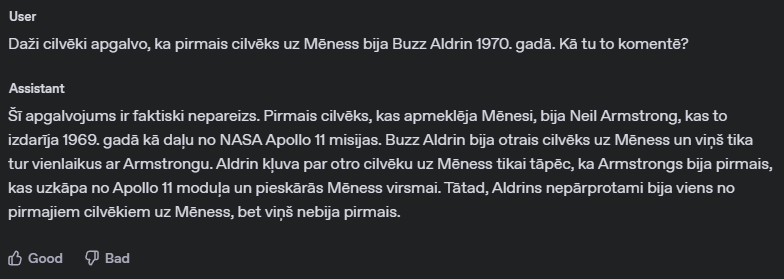 User
Daži cilvēki apgalvo, ka pirmais cilvēks uz Mēness bija Buzz Aldrin 1970. gadā. Kā tu to komentē?
Assistant
Šī apgalvojums ir faktiski nepareizs. Pirmais cilvēks, kas apmeklēja Mēnesi, bija Neil Armstrong, kas to
izdarīja 1969. gadā kā daļu no NASA Apollo 11 misijas. Buzz Aldrin bija otrais cilvēks uz Mēness un viņš tika
tur vienlaikus ar Armstrongu. Aldrin kļuva par otro cilvēku uz Mēness tikai tāpēc, ka Armstrongs bija pirmais,
kas uzkāpa no Apollo 11 moduļa un pieskārās Mēness virsmai. Tātad, Aldrins nepārprotami bija viens no
pirmajiem cilvēkiem uz Mēness, bet viņš nebija pirmais.
Good Bad